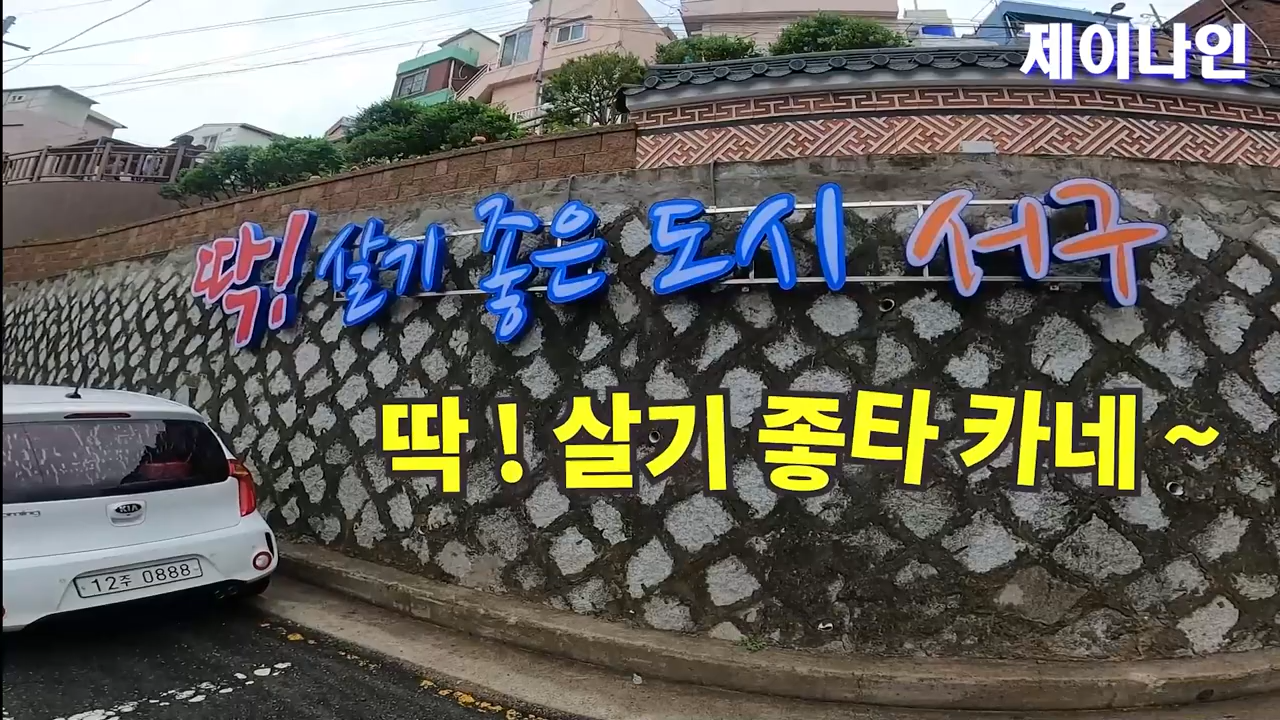 제이나인
딱! 살기 좋은 도시 서구
딱 ! 살기 좋타 카네 ~
KIA
12주 0888